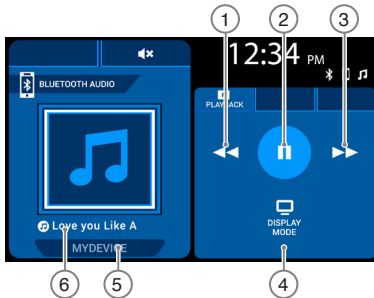 1 2 3
12:34 PM
BLUETOOTH AUDIO
PLAYBACK
Love you Like A
DISPLAY
MODE
MYDEVICE
6 5 4